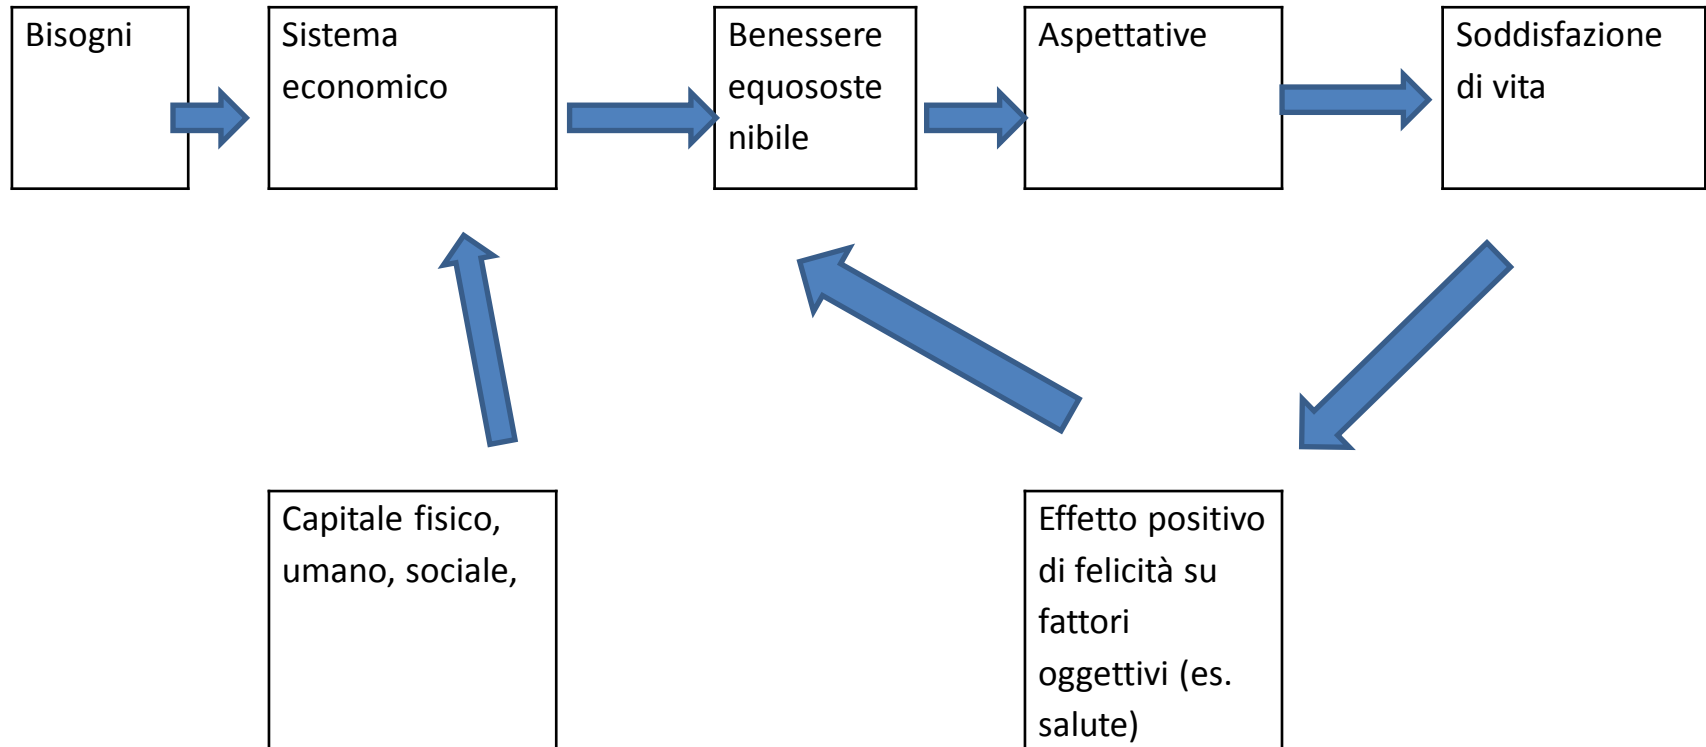 Bisogni
Sistema
economico
Benessere
equososte
nibile
Aspettative
Soddisfazione
di vita
Capitale fisico,
umano, sociale,
Effetto positivo
di felicità su
fattori
oggettivi (es.
salute)